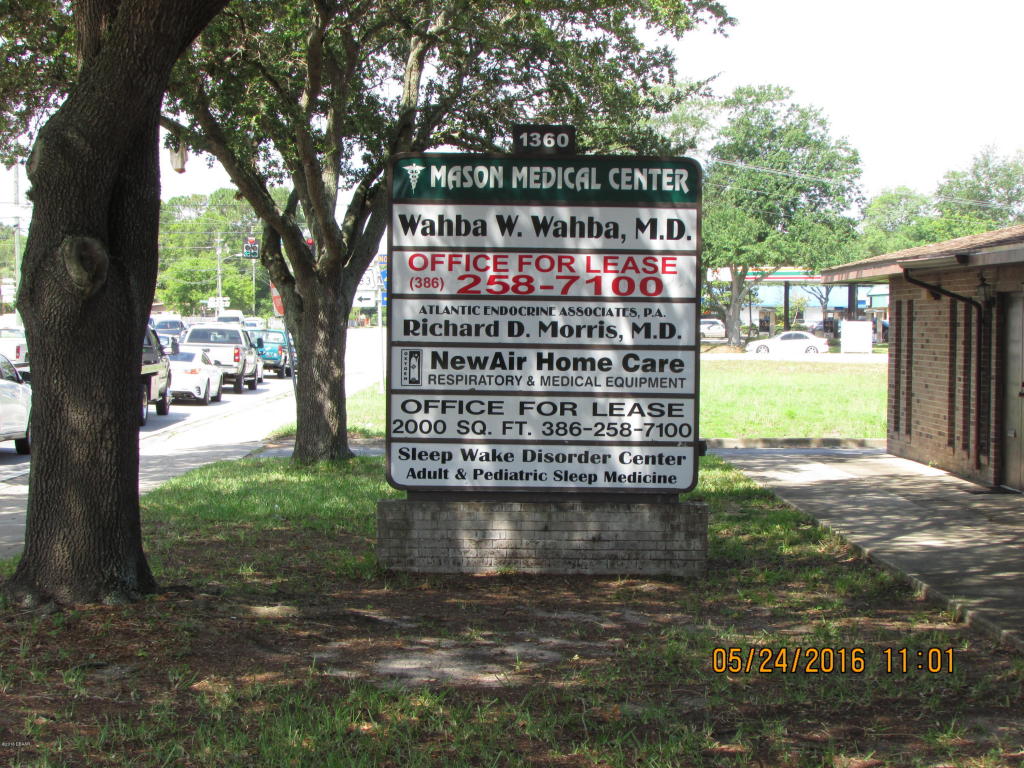 1360
MASON MEDICAL CENTER
Wahba W. Wahba, M.D.
OFFICE FOR LEASE
(386) 258-7100
ATLANTIC ENDOCRINE ASSOCIATES, P.A.
Richard D. Morris, M.D.
NewAir Home Care
RESPIRATORY & MEDICAL EQUIPMENT
OFFICE FOR LEASE
2000 SQ. FT. 386-258-7100
Sleep Wake Disorder Center
Adult & Pediatric Sleep Medicine
05/24/2016 11:01